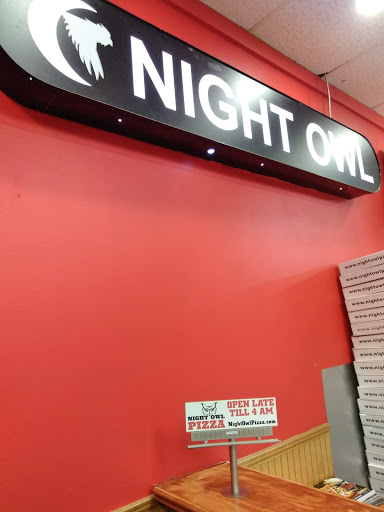 NIGHT OWL
NIGHT OWL
PIZZA
OPEN LATE
TILL 4 AM
NightOwlPizza.com